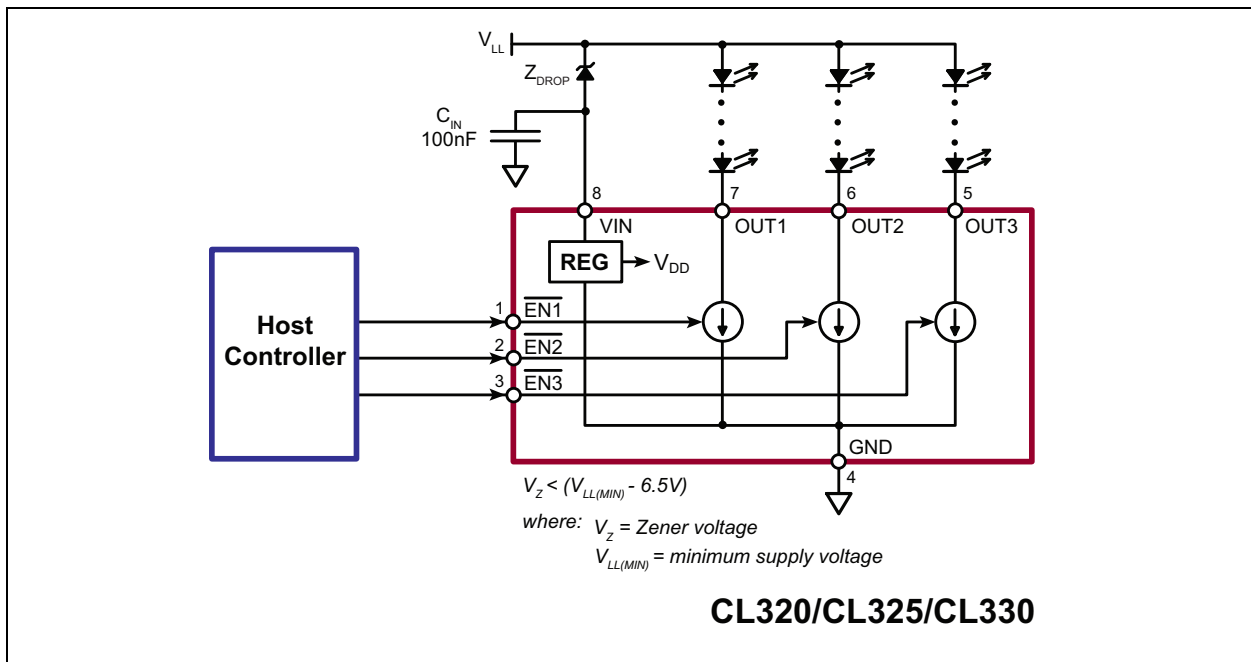 V_LL
Z_DROP
C_IN
100nF
8
7
6
5
VIN
OUT1
OUT2
OUT3
REG
V_DD
Host
Controller
1
EN1
2
EN2
3
EN3
GND
4
V_Z < (V_LL(MIN) - 6.5V)
where: V_Z = Zener voltage
V_LL(MIN) = minimum supply voltage
CL320/CL325/CL330